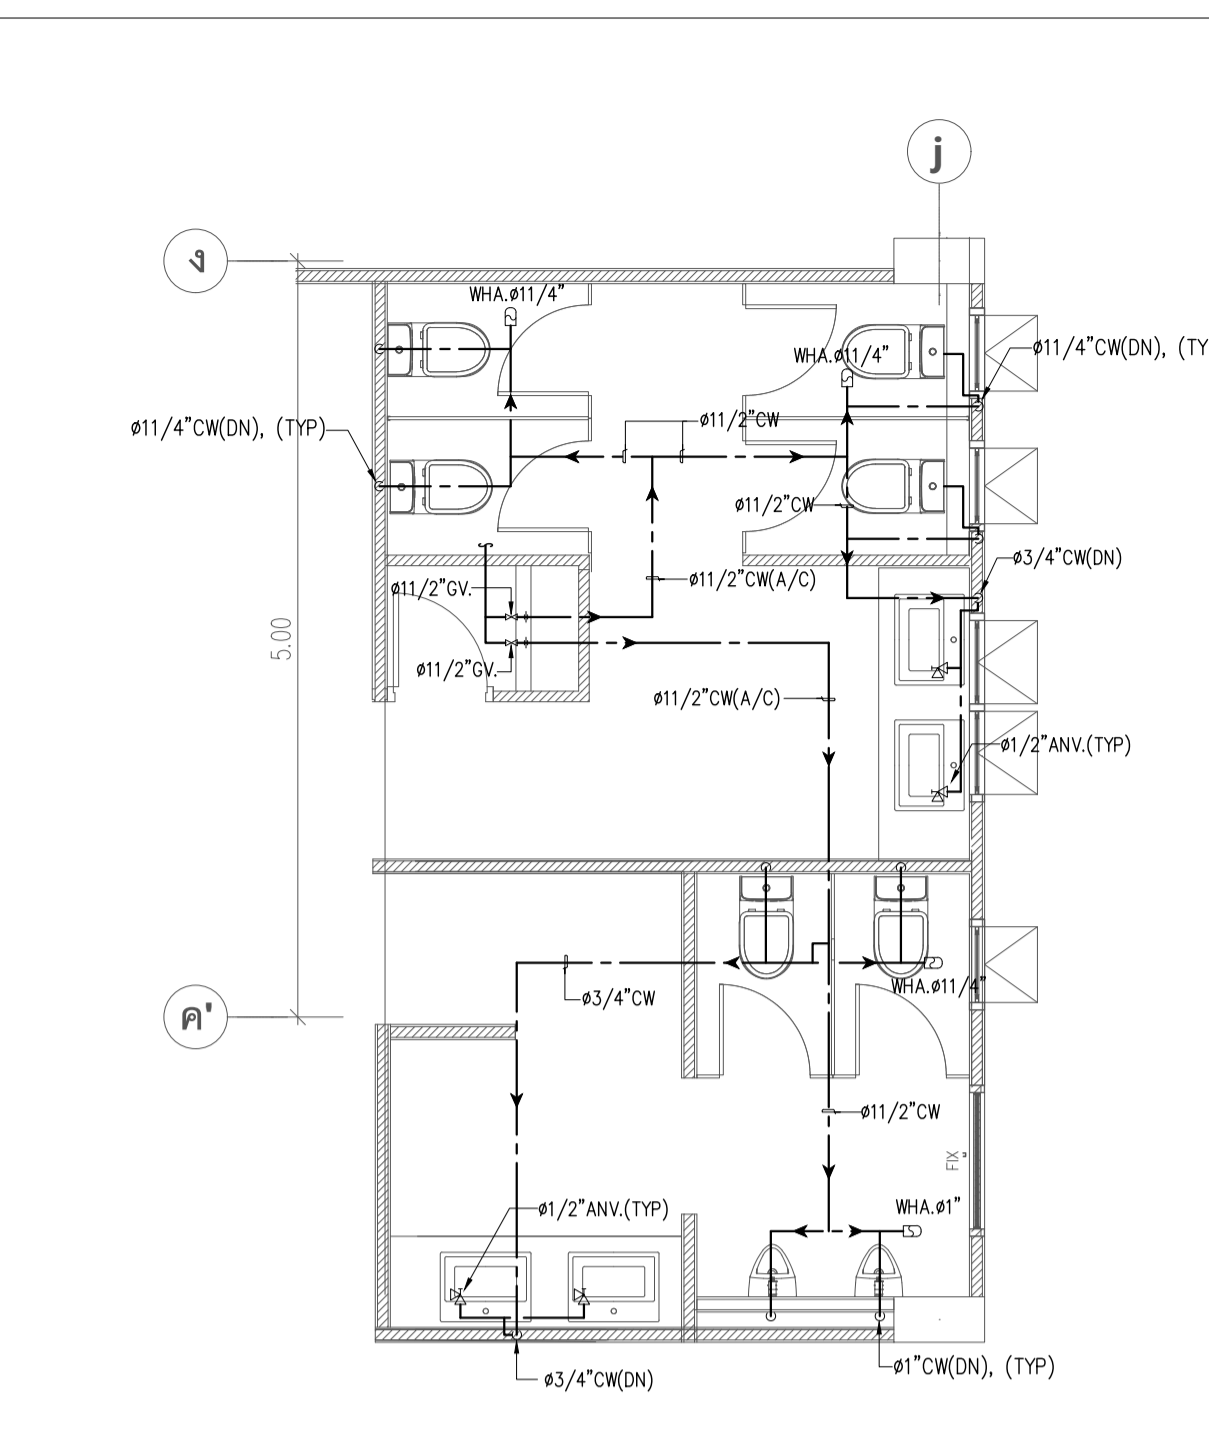 j
ง
WHA.ø11/4”
WHA.ø11/4”
ø11/4”CW(DN), (TY
ø11/4”CW(DN), (TYP)
ø11/2”CW
ø11/2”CW
ø3/4”CW(DN)
ø11/2”CW(A/C)
ø11/2”GV.
5.00
ø11/2”GV.
ø11/2”CW(A/C)
ø1/2”ANV.(TYP)
WHA.ø11/4”
ø3/4”CW
ค'
ø11/2”CW
FIX
WHA.ø1”
ø1/2”ANV.(TYP)
ø1”CW(DN), (TYP)
ø3/4”CW(DN)